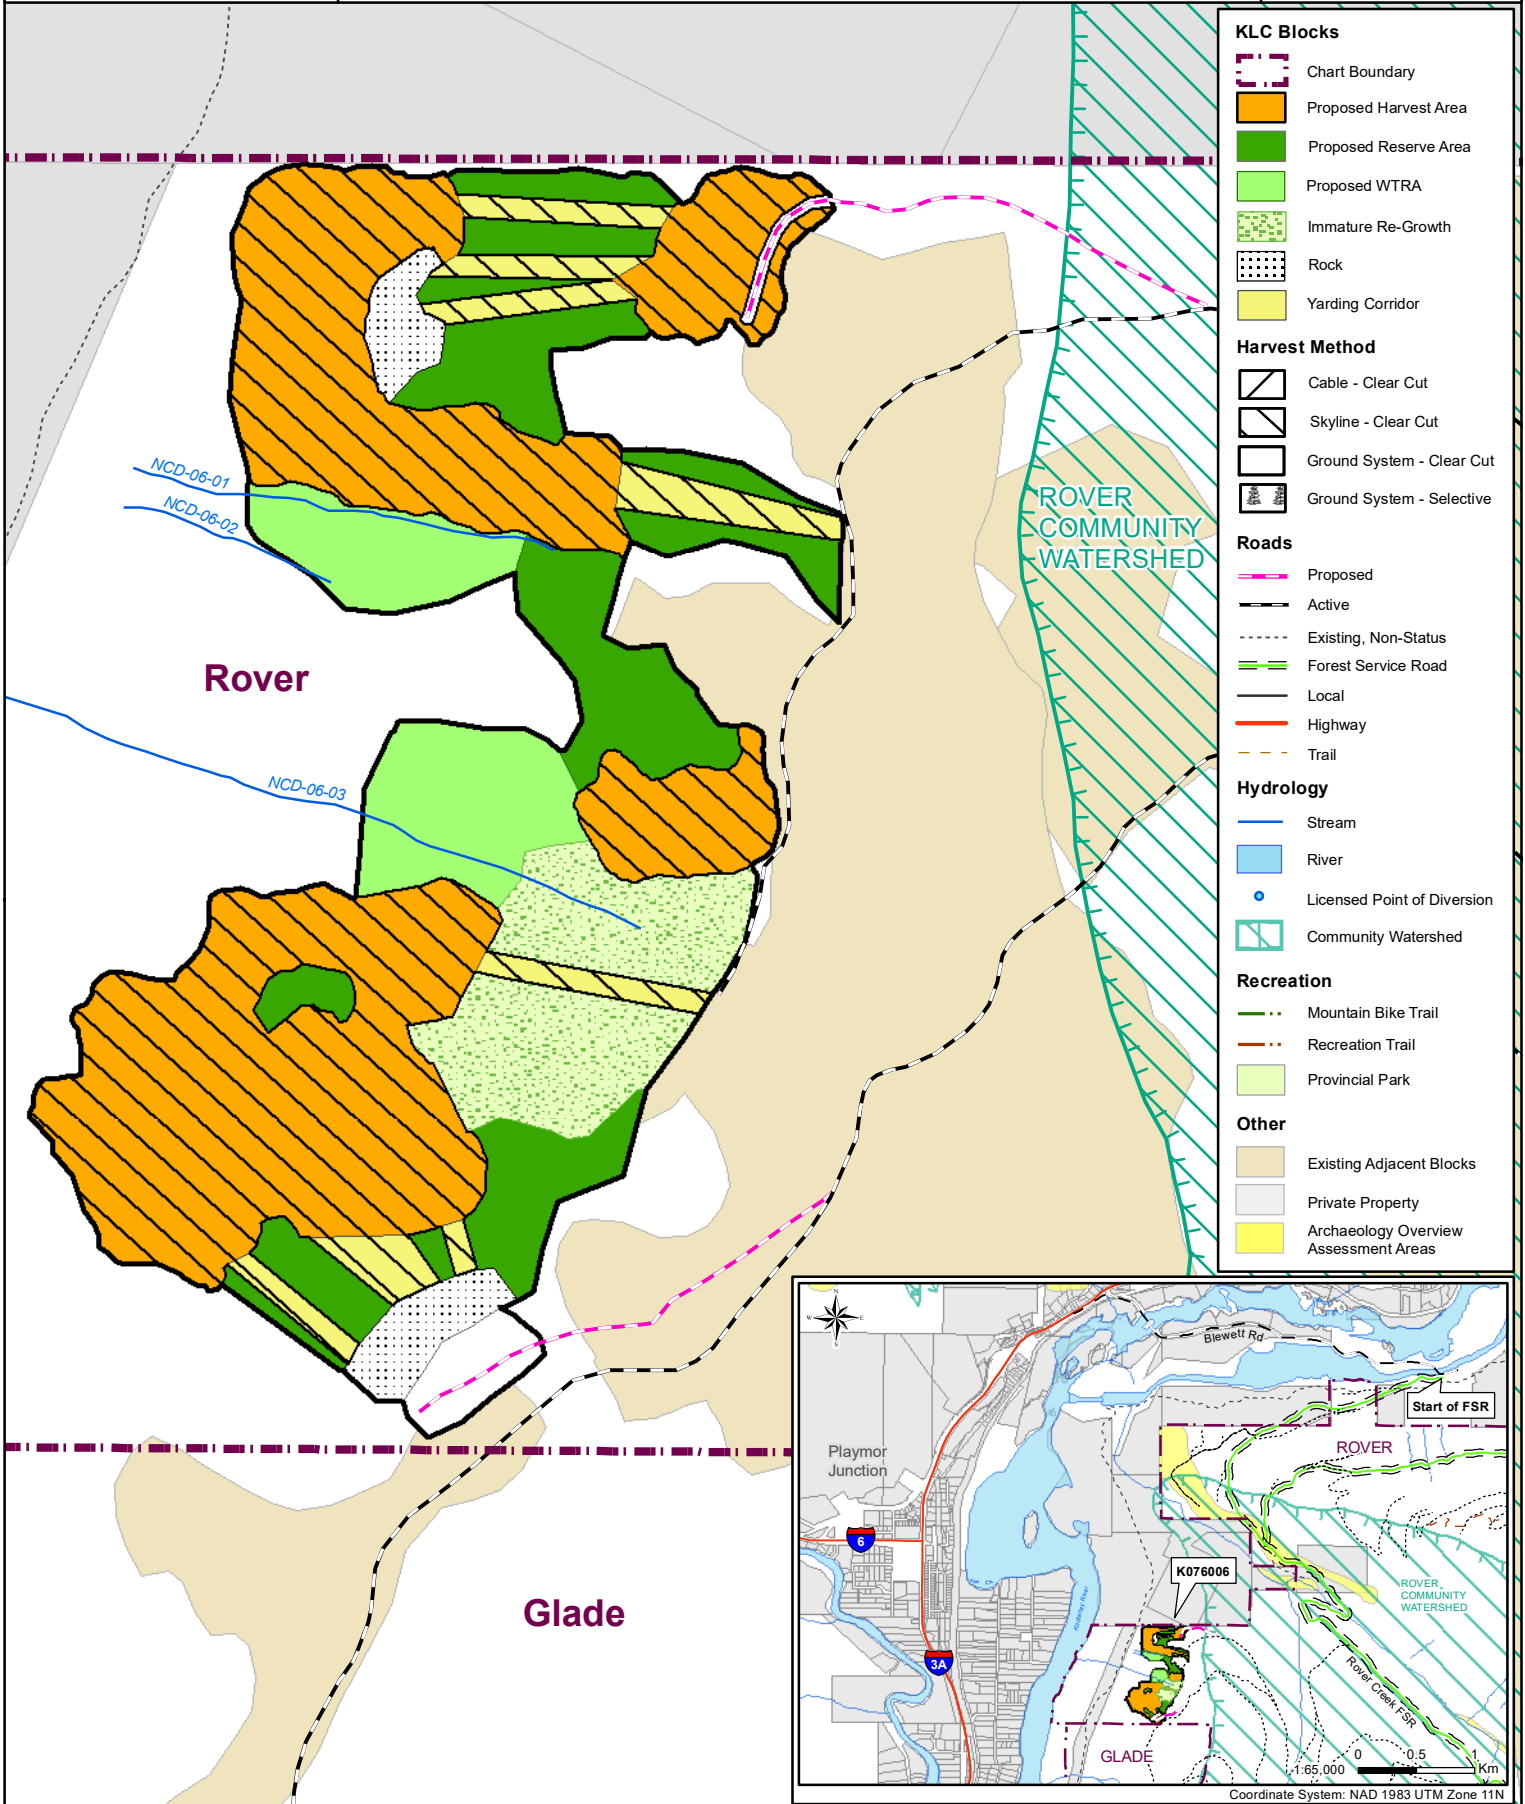 KLC Blocks
Chart Boundary
Proposed Harvest Area
Proposed Reserve Area
Proposed WTRA
Immature Re-Growth
Rock
Yarding Corridor
Harvest Method
Cable - Clear Cut
Skyline - Clear Cut
Ground System - Clear Cut
Ground System - Selective
Roads
Proposed
Active
Existing, Non-Status
Forest Service Road
Local
Highway
Trail
Hydrology
Stream
River
Licensed Point of Diversion
Community Watershed
Recreation
Mountain Bike Trail
Recreation Trail
Provincial Park
Other
Existing Adjacent Blocks
Private Property
Archaeology Overview
Assessment Areas
NCD-06-01
NCD-06-02
ROVER
COMMUNITY
WATERSHED
Rover
NCD-06-03
Glade
N
W
E
S
Blewett Rd
Start of FSR
ROVER
Playmor
Junction
6
K076006
ROVER
COMMUNITY
WATERSHED
Kootenay River
3A
Rover Creek FSR
GLADE
1:65,000
0 0.5 1
Km
Coordinate System: NAD 1983 UTM Zone 11N